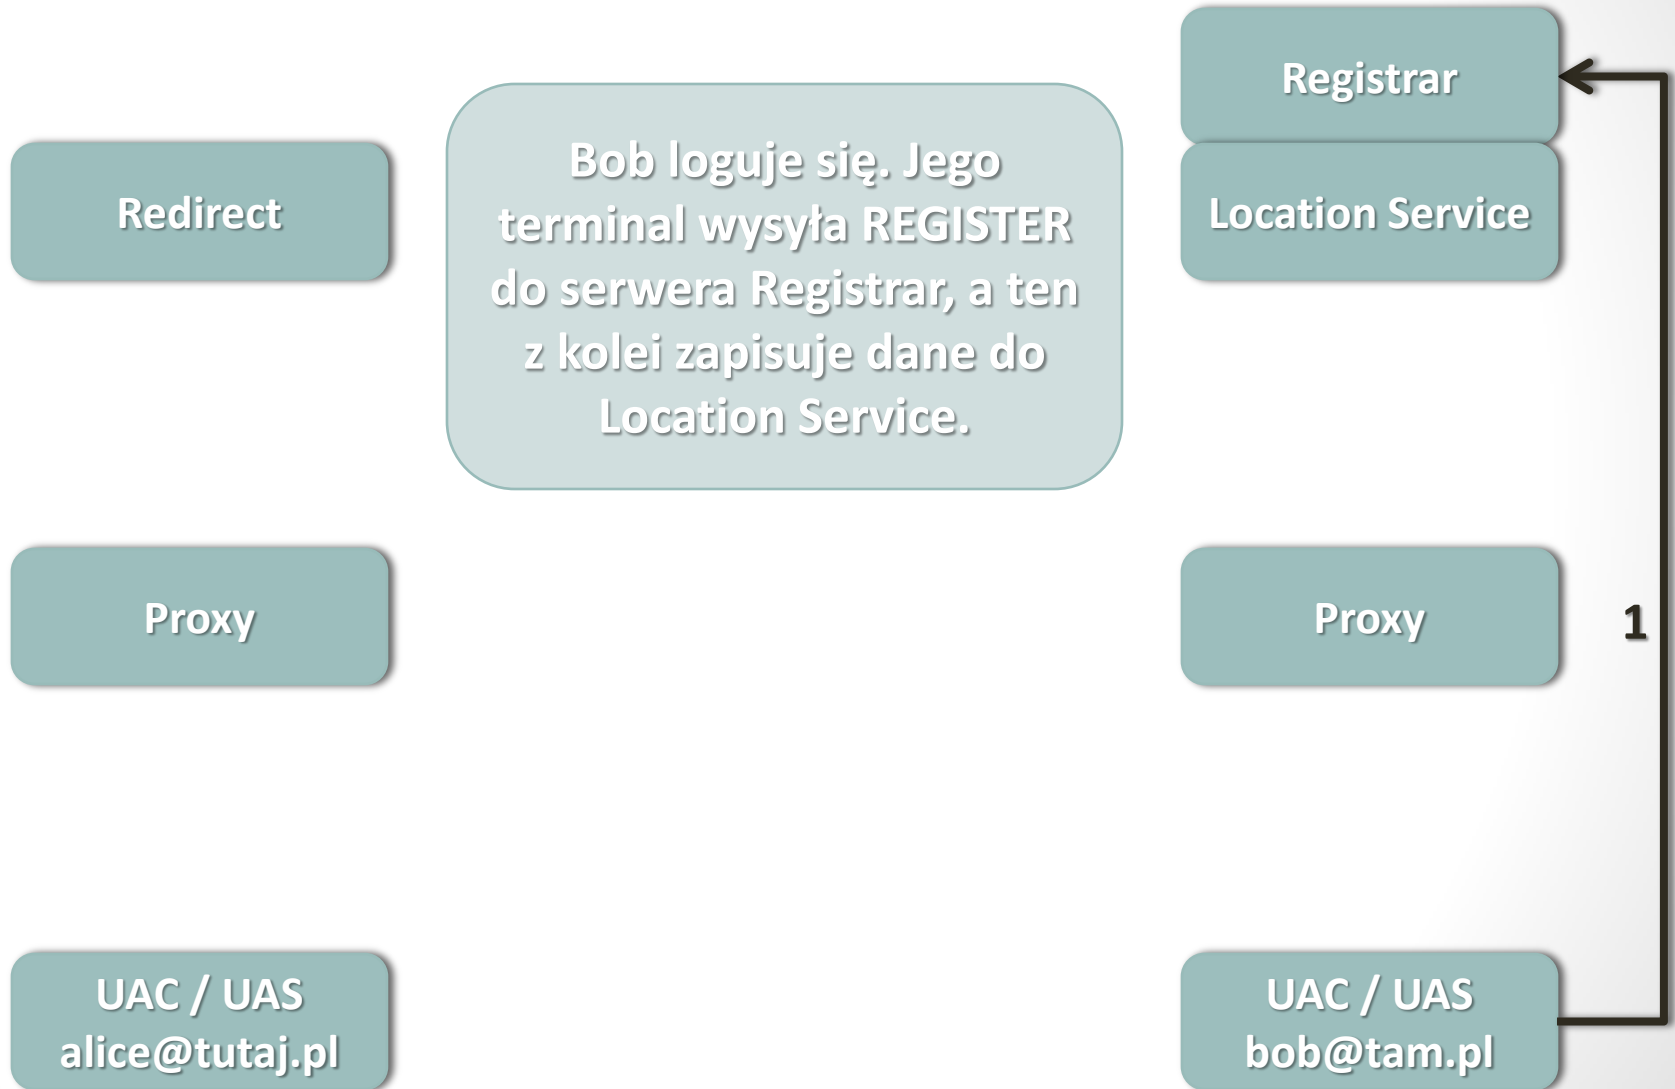 Registrar
Redirect
Bob loguje się. Jego
terminal wysyła REGISTER
do serwera Registrar, a ten
z kolei zapisuje dane do
Location Service.
Location Service
Proxy
Proxy
1
UAC / UAS
alice@tutaj.pl
UAC / UAS
bob@tam.pl